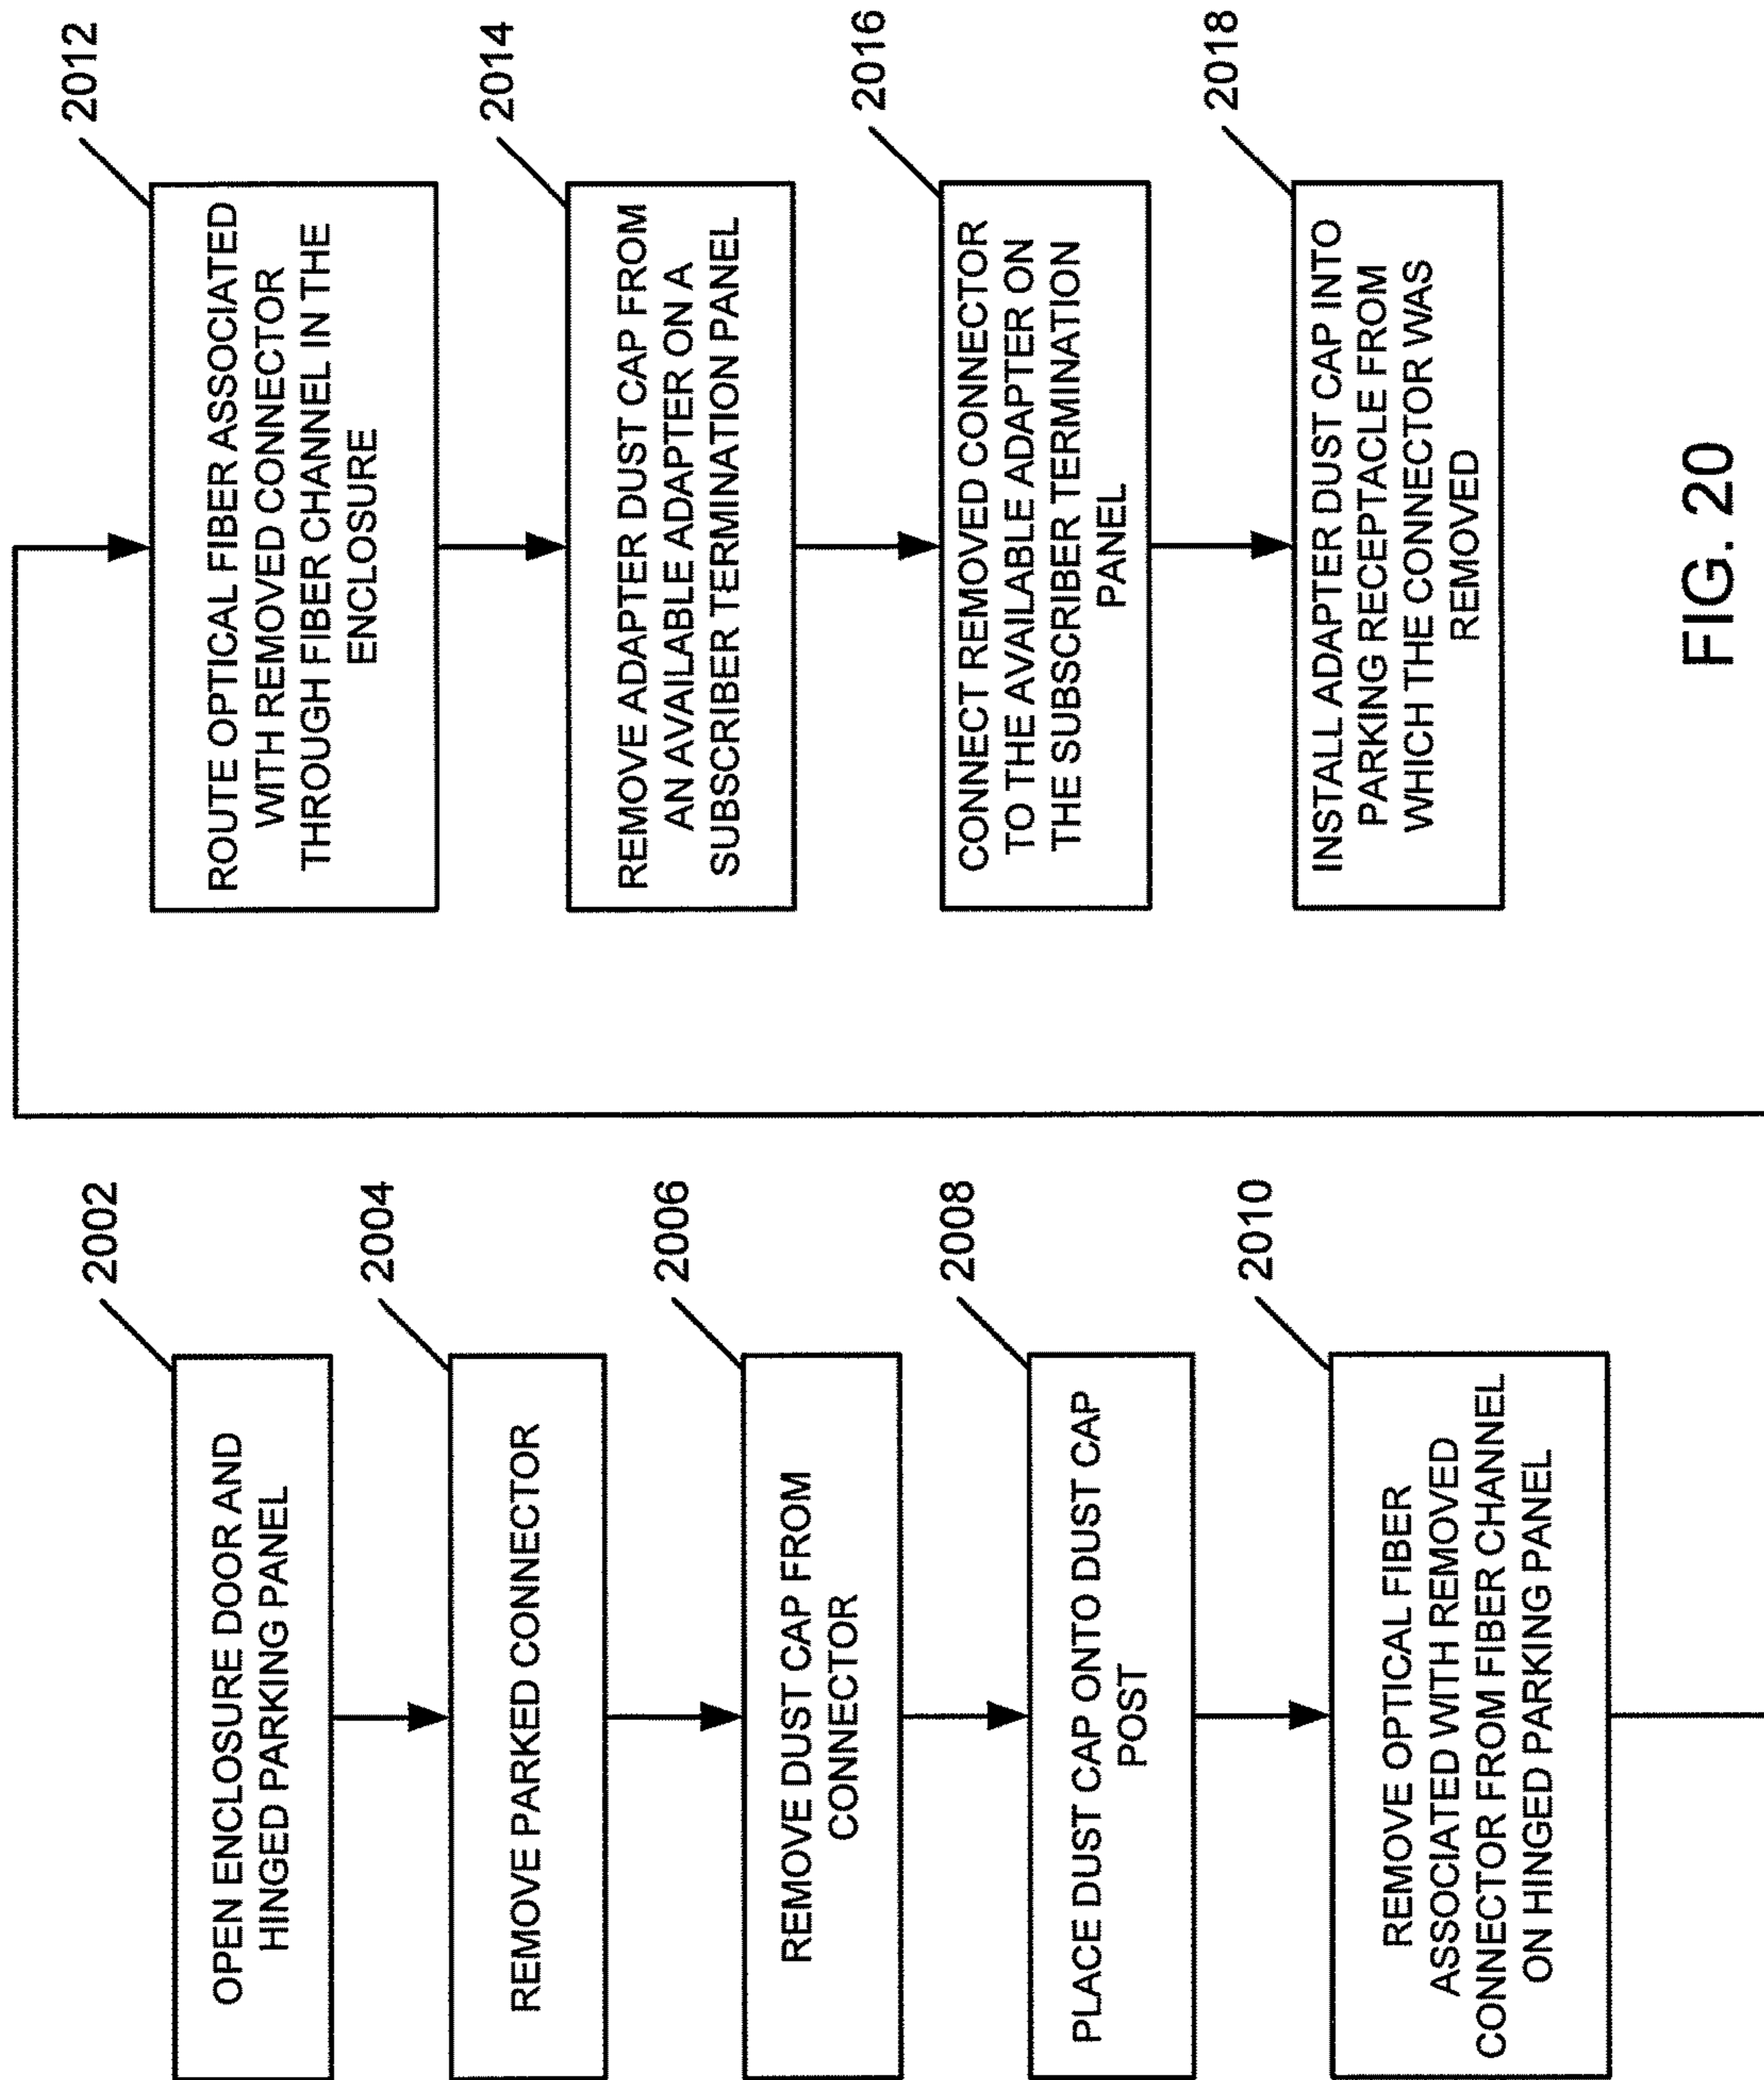 2002
OPEN ENCLOSURE DOOR AND
HINGED PARKING PANEL
2004
REMOVE PARKED CONNECTOR
2006
REMOVE DUST CAP FROM
CONNECTOR
2008
PLACE DUST CAP ONTO DUST CAP
POST
2010
REMOVE OPTICAL FIBER
ASSOCIATED WITH REMOVED
CONNECTOR FROM FIBER CHANNEL
ON HINGED PARKING PANEL
2012
ROUTE OPTICAL FIBER ASSOCIATED
WITH REMOVED CONNECTOR
THROUGH FIBER CHANNEL IN THE
ENCLOSURE
2014
REMOVE ADAPTER DUST CAP FROM
AN AVAILABLE ADAPTER ON A
SUBSCRIBER TERMINATION PANEL
2016
CONNECT REMOVED CONNECTOR
TO THE AVAILABLE ADAPTER ON
THE SUBSCRIBER TERMINATION
PANEL
2018
INSTALL ADAPTER DUST CAP INTO
PARKING RECEPTACLE FROM
WHICH THE CONNECTOR WAS
REMOVED
FIG. 20